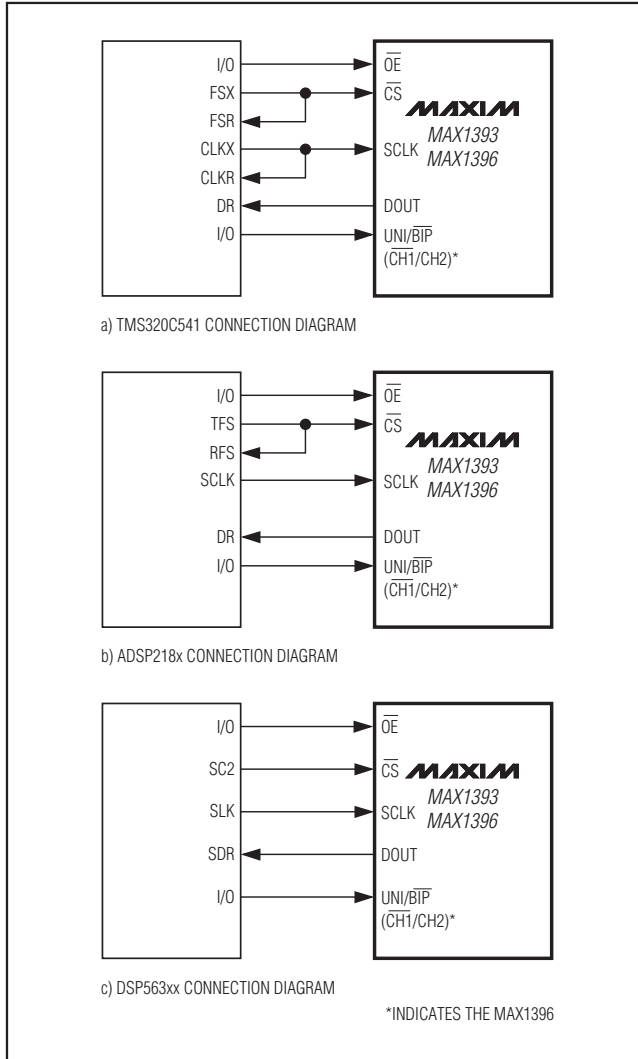 I/O OE
FSX CS
MAXIM
FSR
MAX1393
CLKX SCLK MAX1396
CLKR
DR DOUT
I/O UNI/BIP
(CH1/CH2)*
a) TMS320C541 CONNECTION DIAGRAM
I/O OE
TFS CS
MAXIM
RFS
MAX1393
SCLK SCLK MAX1396
DR DOUT
I/O UNI/BIP
(CH1/CH2)*
b) ADSP218x CONNECTION DIAGRAM
I/O OE
SC2 CS MAXIM
MAX1393
SLK SCLK MAX1396
SDR DOUT
I/O UNI/BIP
(CH1/CH2)*
c) DSP563xx CONNECTION DIAGRAM
*INDICATES THE MAX1396